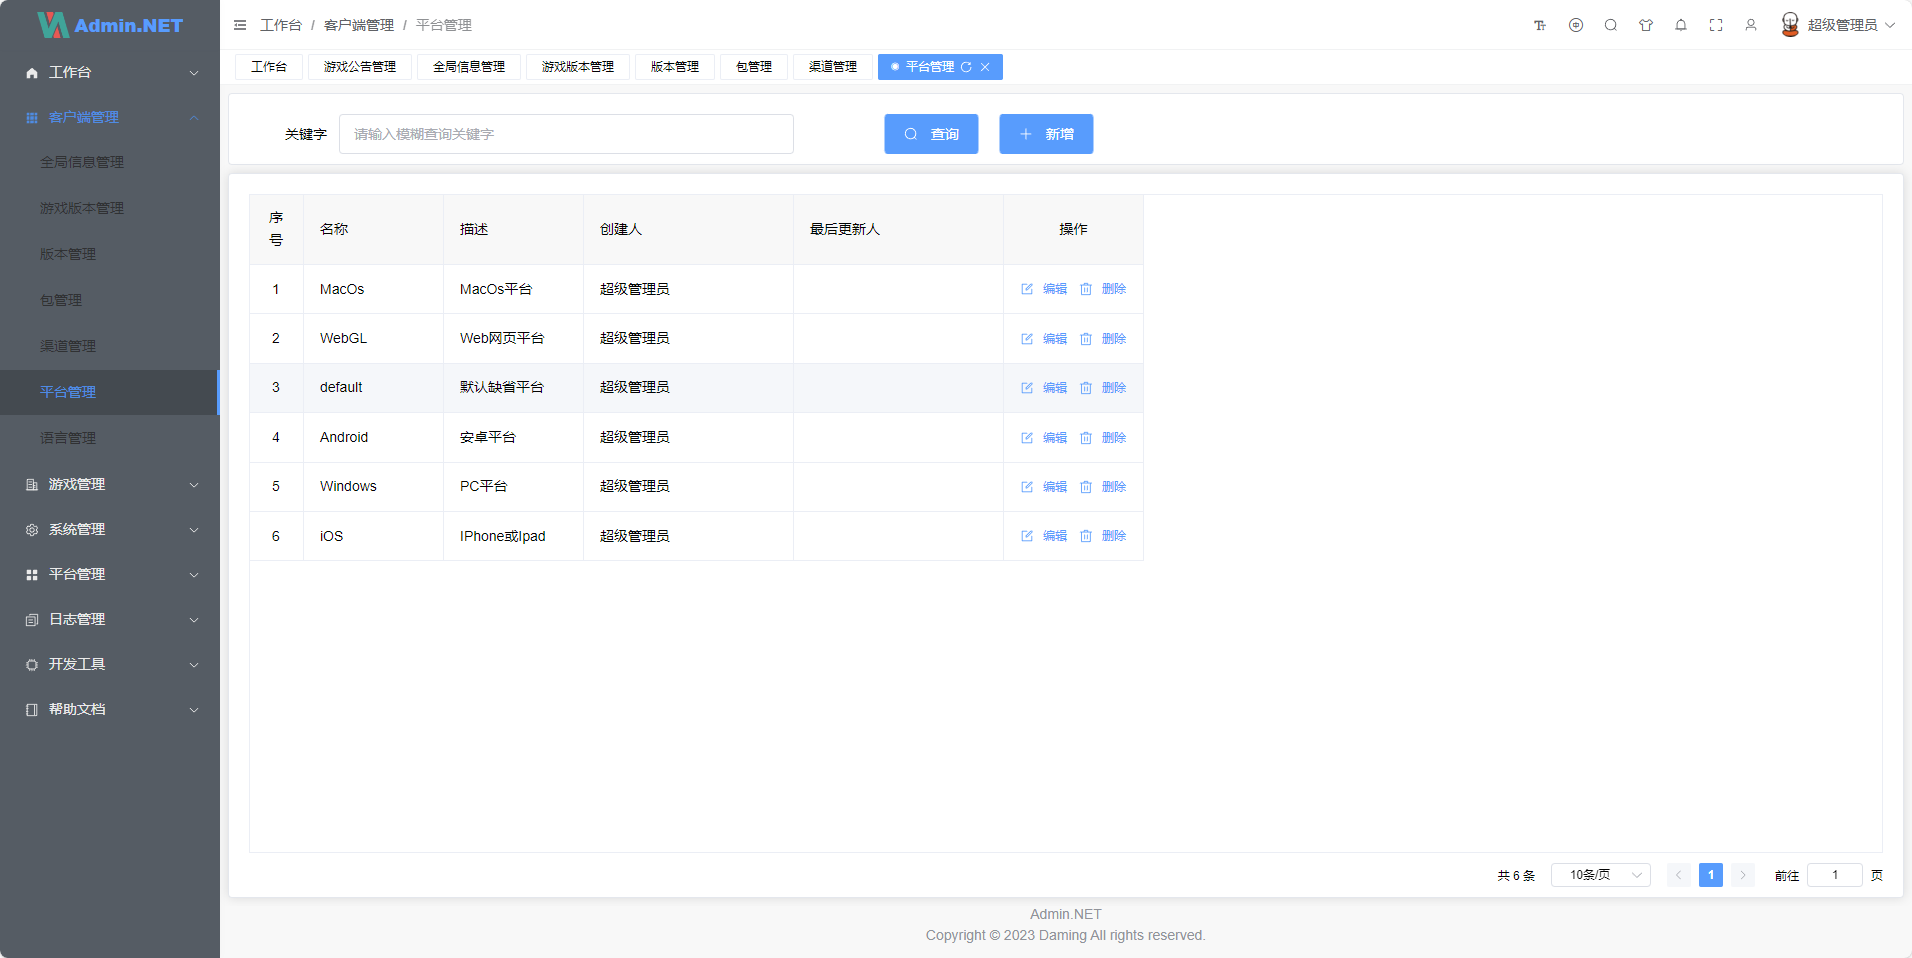 Admin.NET
工作台
客户端管理
全局信息管理
游戏版本管理
版本管理
包管理
渠道管理
平台管理
语言管理
游戏管理
系统管理
平台管理
日志管理
开发工具
帮助文档
工作台 / 客户端管理 / 平台管理
超级管理员
工作台 游戏公告管理 全局信息管理 游戏版本管理 版本管理 包管理 渠道管理 平台管理
关键字 请输入模糊查询关键字 查询 新增
序号 名称 描述 创建人 最后更新人 操作
1 MacOs MacOs平台 超级管理员 编辑 删除
2 WebGL Web网页平台 超级管理员 编辑 删除
3 default 默认缺省平台 超级管理员 编辑 删除
4 Android 安卓平台 超级管理员 编辑 删除
5 Windows PC平台 超级管理员 编辑 删除
6 iOS IPhone或Ipad 超级管理员 编辑 删除
共 6 条 10条/页 1 前往 1 页
Admin.NET
Copyright © 2023 Daming All rights reserved.